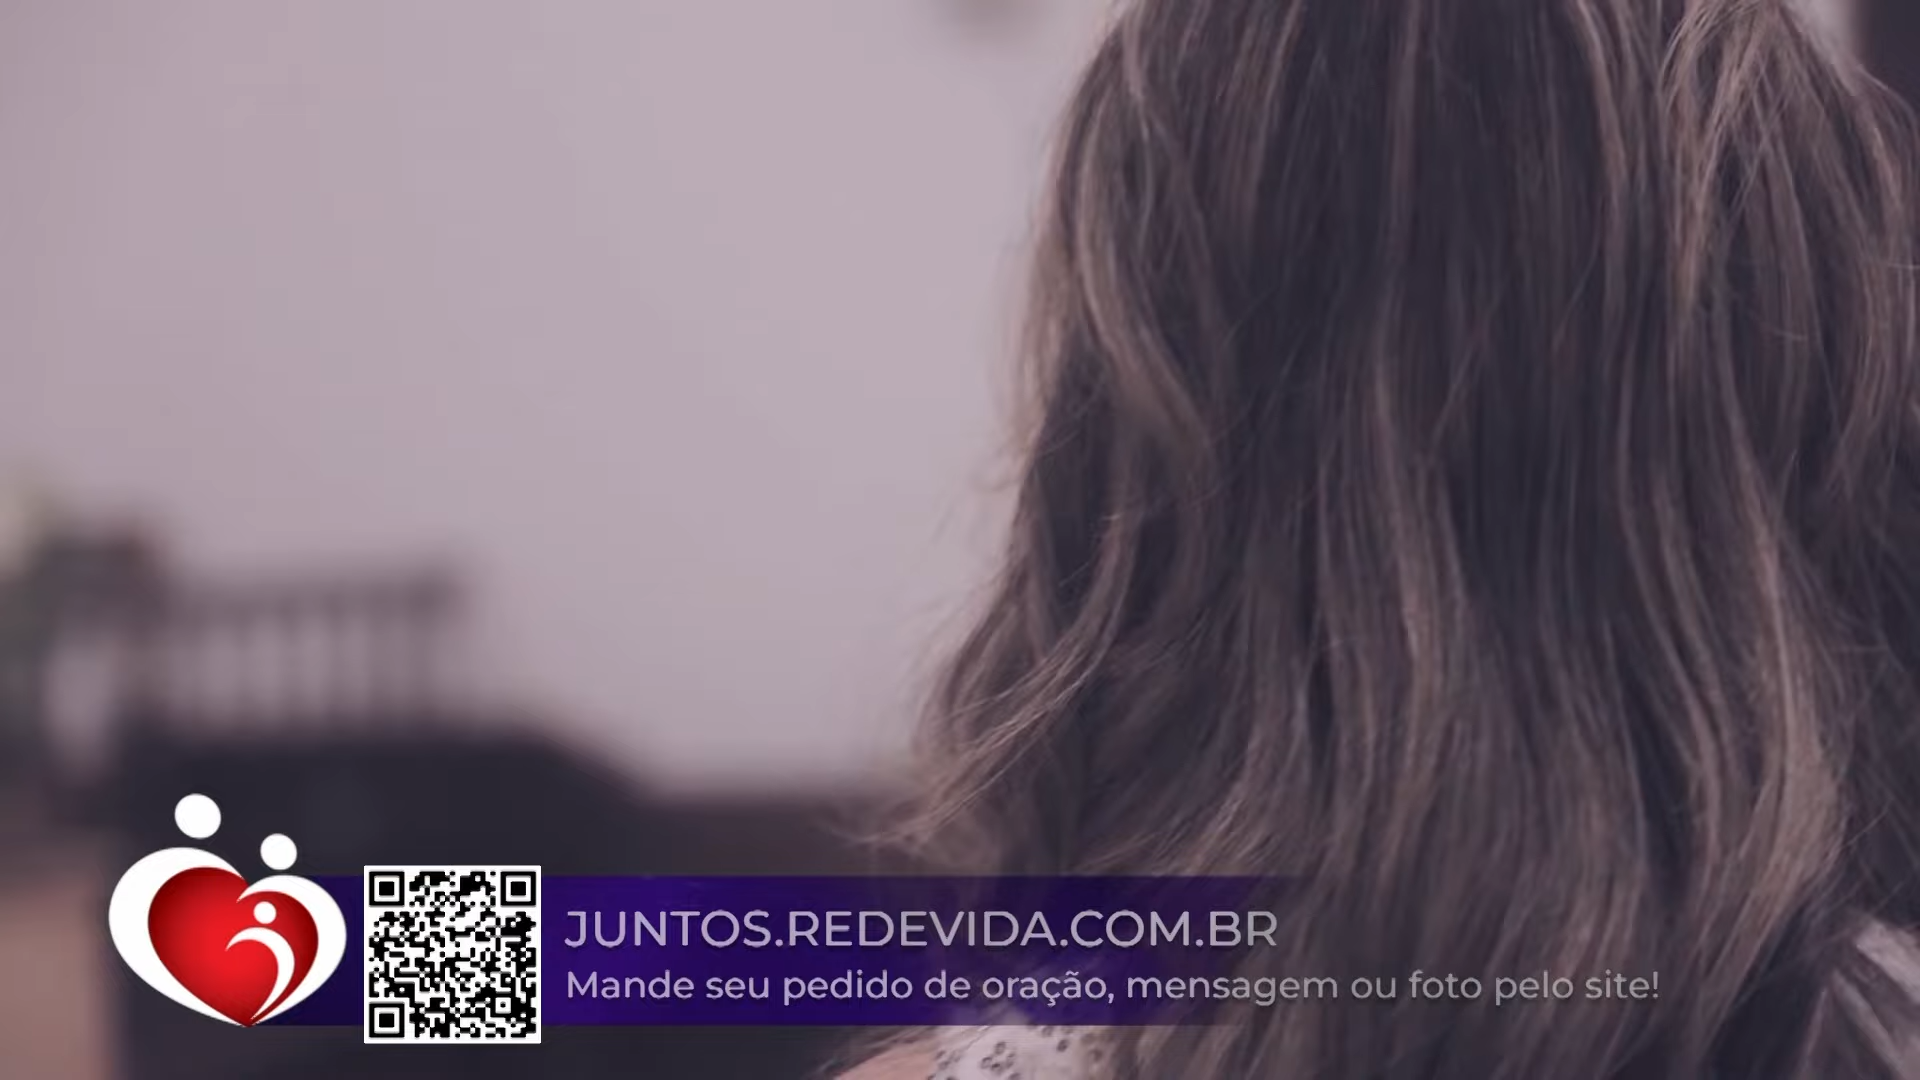 JUNTOS.REDEVIDA.COM.BR
Mande seu pedido de oração, mensagem ou foto pelo site!